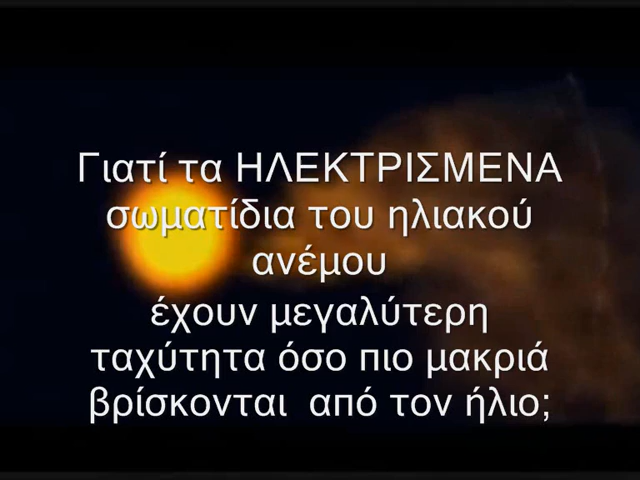 Γιατί τα ΗΛΕΚΤΡΙΣΜΕΝΑ
σωματίδια του ηλιακού
ανέμου
έχουν μεγαλύτερη
ταχύτητα όσο πιο μακριά
βρίσκονται  από τον ήλιο;